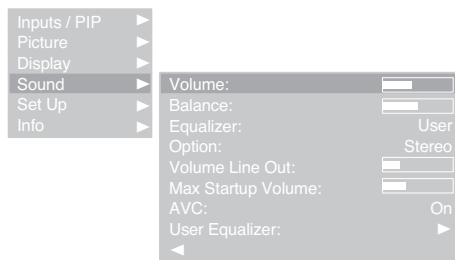 Inputs / PIP
Picture
Display
Sound
Set Up
Info
Volume:
Balance:
Equalizer: User
Option: Stereo
Volume Line Out:
Max Startup Volume:
AVC: On
User Equalizer: